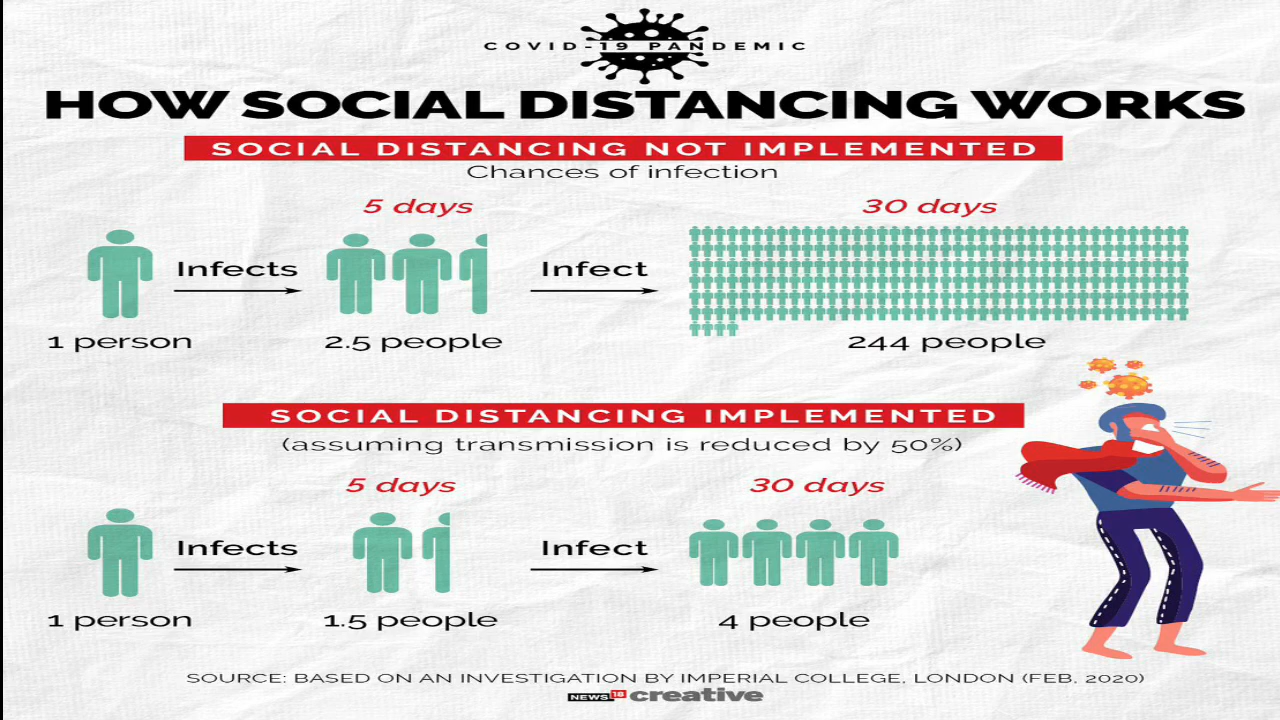 COVID-19 PANDEMIC
HOW SOCIAL DISTANCING WORKS
SOCIAL DISTANCING NOT IMPLEMENTED
Chances of infection
5 days
30 days
Infects
Infect
1 person
2.5 people
244 people
SOCIAL DISTANCING IMPLEMENTED
(assuming transmission is reduced by 50%)
5 days
30 days
Infects
Infect
1 person
1.5 people
4 people
SOURCE: BASED ON AN INVESTIGATION BY IMPERIAL COLLEGE, LONDON (FEB. 2020)
NEWS 18 creative